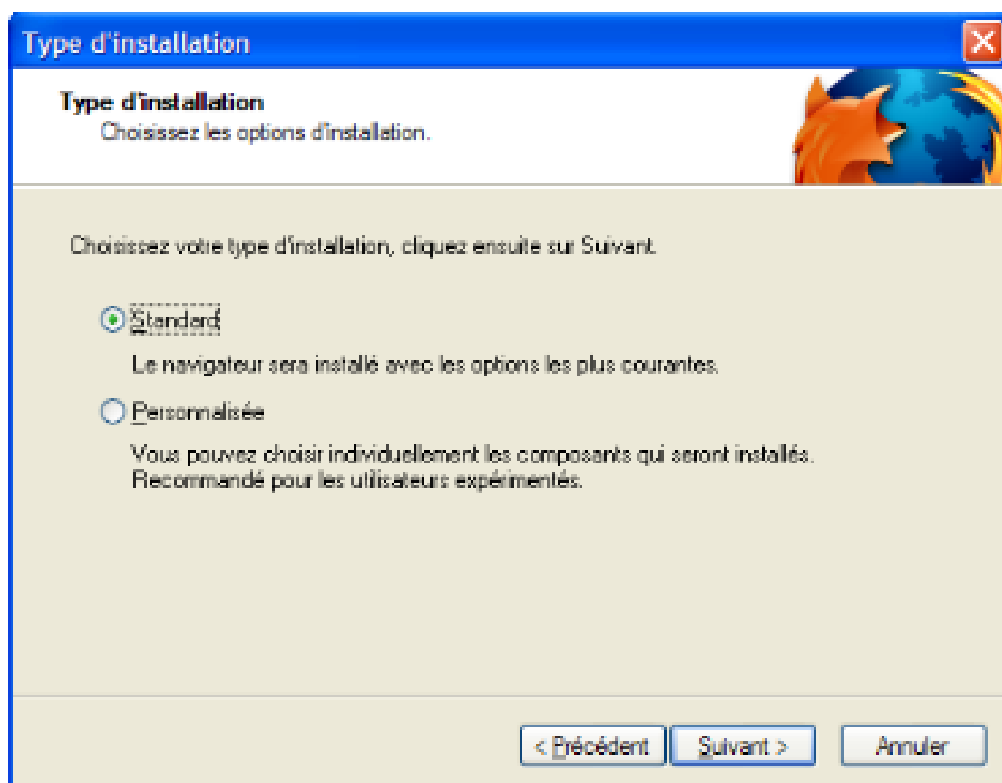 Type d'installation
Type d'installation
Choisissez les options d'installation.
Choisissez votre type d'installation, cliquez ensuite sur Suivant.
Standard
Le navigateur sera installé avec les options les plus courantes.
Personnalisée
Vous pouvez choisir individuellement les composants qui seront installés.
Recommandé pour les utilisateurs expérimentés.
< Précédent
Suivant >
Annuler